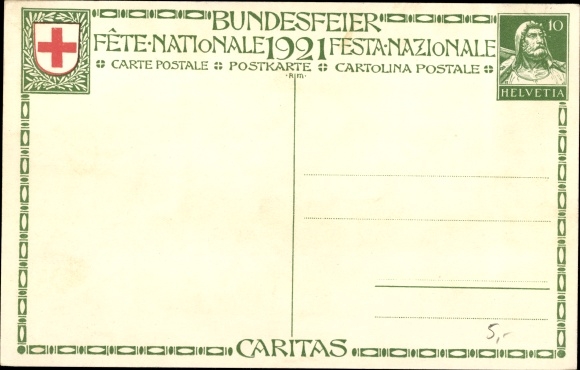 BUNDESFEIER
FÊTE·NATIONALE 1921 FESTA·NAZIONALE
CARTE POSTALE POSTKARTE CARTOLINA POSTALE
·R·M·
10
HELVETIA
5,-
CARITAS